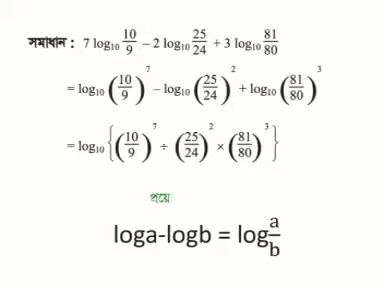 সমাধান : 7 log₁₀ 10/9 – 2 log₁₀ 25/24 + 3 log₁₀ 81/80
= log₁₀ (10/9)⁷ – log₁₀ (25/24)² + log₁₀ (81/80)³
= log₁₀ {(10/9)⁷ ÷ (25/24)² × (81/80)³}
প্রয়ো
loga-logb = log a/b